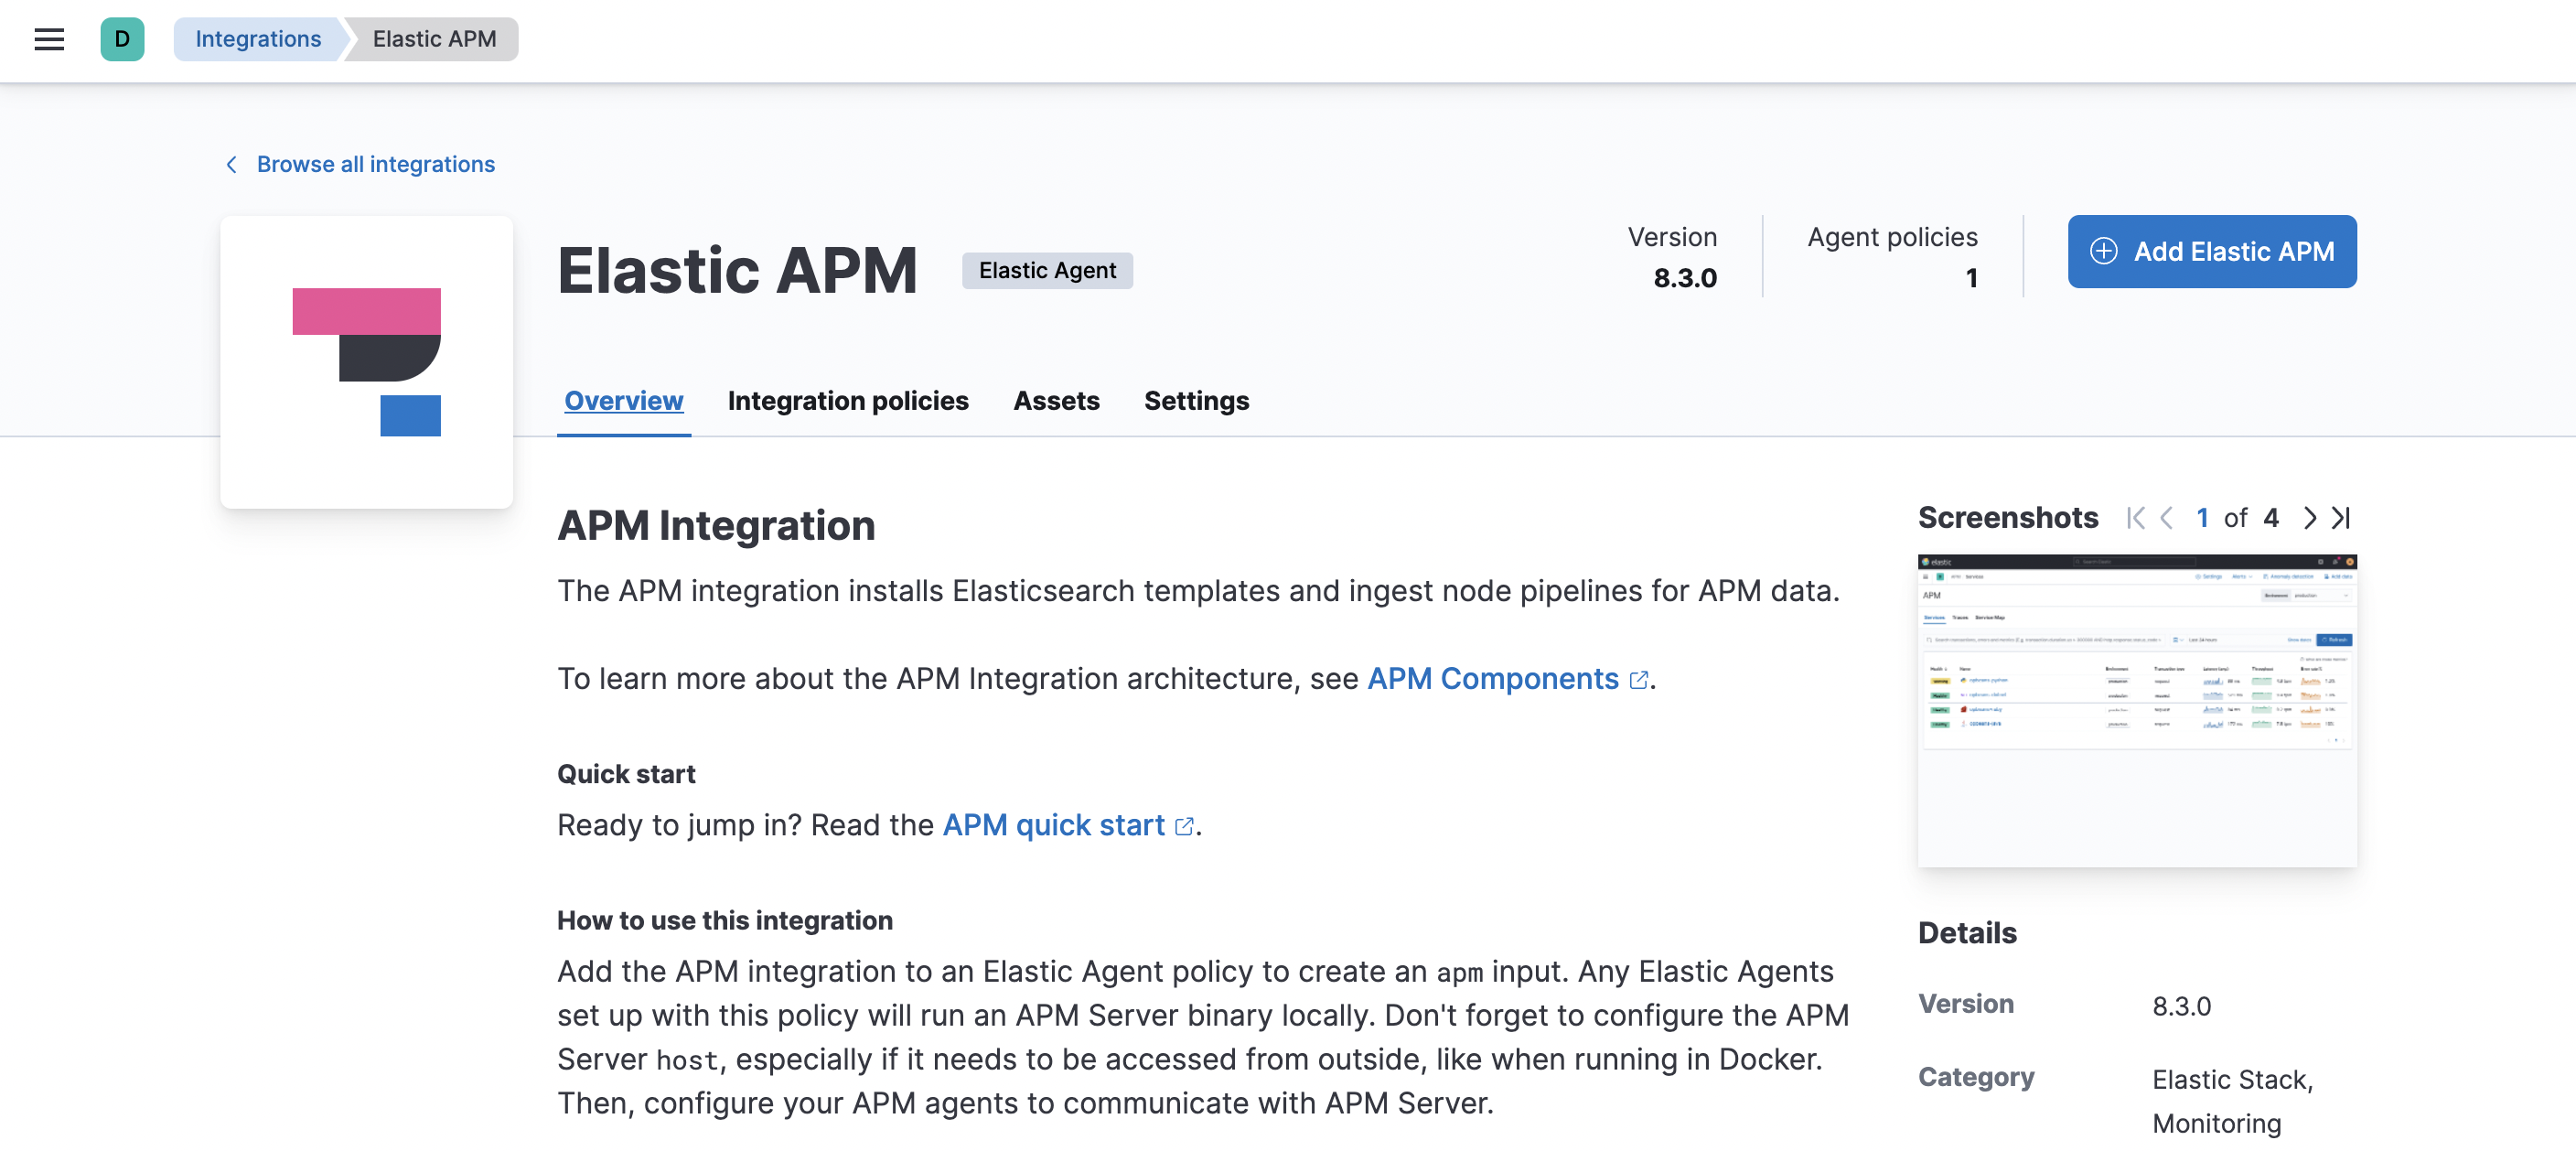 D
Integrations
Elastic APM
Browse all integrations
Elastic APM
Elastic Agent
Version
8.3.0
Agent policies
1
Add Elastic APM
Overview
Integration policies
Assets
Settings
APM Integration
The APM integration installs Elasticsearch templates and ingest node pipelines for APM data.
To learn more about the APM Integration architecture, see APM Components.
Quick start
Ready to jump in? Read the APM quick start.
How to use this integration
Add the APM integration to an Elastic Agent policy to create an apm input. Any Elastic Agents
set up with this policy will run an APM Server binary locally. Don't forget to configure the APM
Server host, especially if it needs to be accessed from outside, like when running in Docker.
Then, configure your APM agents to communicate with APM Server.
Screenshots
1 of 4
elastic
APM
Services
Traces
Service Map
Details
Version
8.3.0
Category
Elastic Stack,
Monitoring